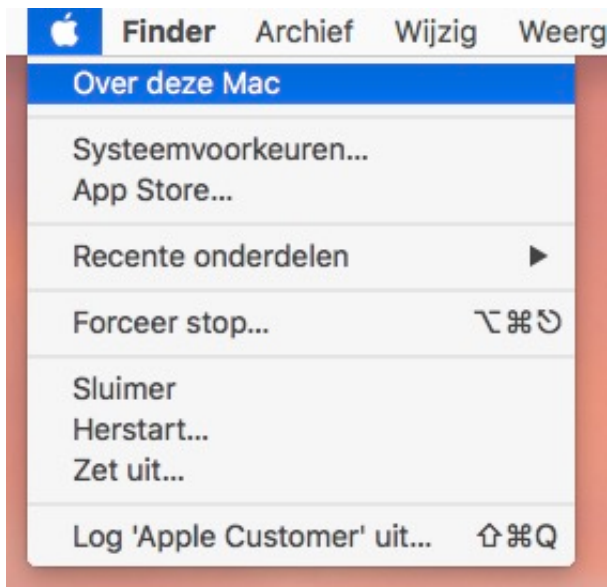 Finder Archief Wijzig Weerg
Over deze Mac
Systeemvoorkeuren...
App Store...
Recente onderdelen ▶
Forceer stop... ⌥⌘⎋
Sluimer
Herstart...
Zet uit...
Log 'Apple Customer' uit... ⇧⌘Q